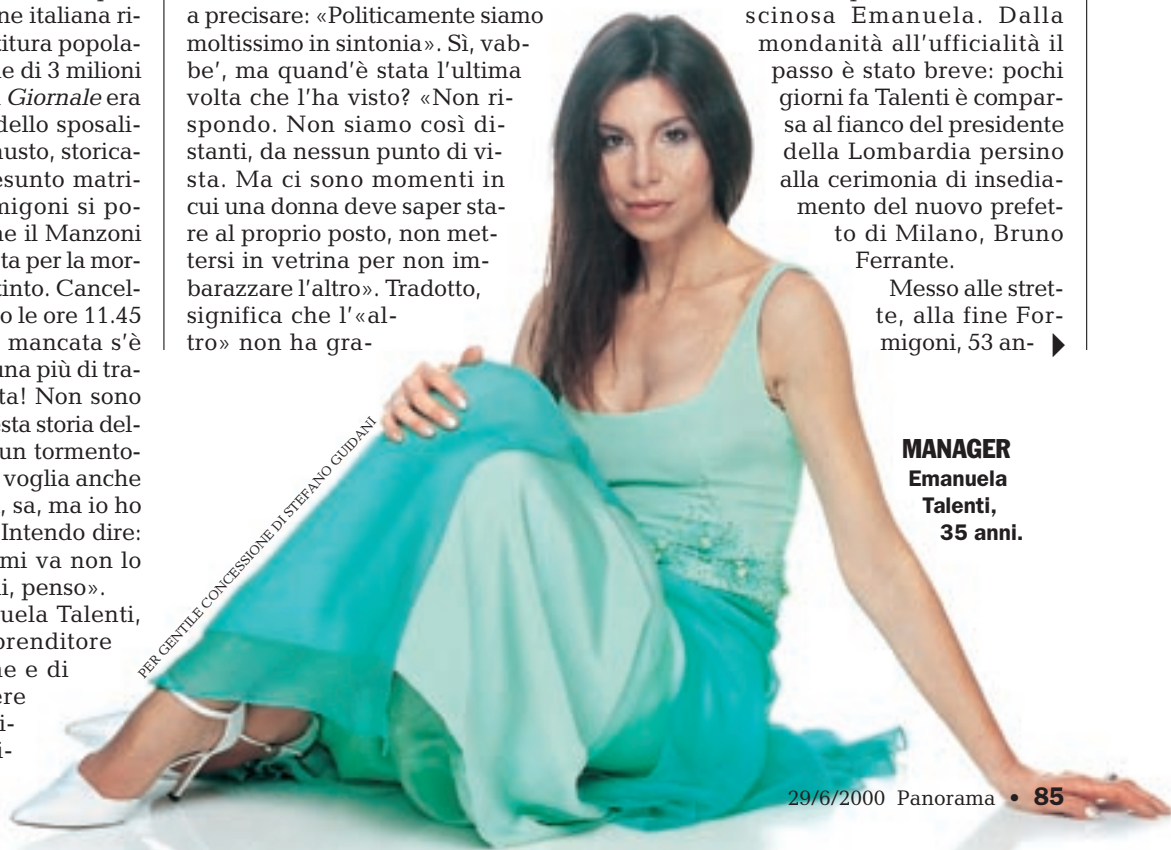 ne italiana ri-
titura popola-
e di 3 milioni
Giornale era
dello sposali-
austo, storica-
esunto matri-
migoni si po-
ne il Manzoni
ta per la mor-
tinto. Cancel-
o le ore 11.45
mancata s'è
una più di tra-
ta! Non sono
esta storia del-
un tormento-
voglia anche
, sa, ma io ho
Intendo dire:
mi va non lo
i, penso».
uela Talenti,
prenditore
ne e di
ere
i-
i-
a precisare: «Politicamente siamo
moltissimo in sintonia». Sì, vab-
be', ma quand'è stata l'ultima
volta che l'ha visto? «Non ri-
spondo. Non siamo così di-
stanti, da nessun punto di vi-
sta. Ma ci sono momenti in
cui una donna deve saper sta-
re al proprio posto, non met-
tersi in vetrina per non im-
barazzare l'altro». Tradotto,
significa che l'«al-
tro» non ha gra-
scinosa Emanuela. Dalla
mondanità all'ufficialità il
passo è stato breve: pochi
giorni fa Talenti è compar-
sa al fianco del presidente
della Lombardia persino
alla cerimonia di insedia-
mento del nuovo prefet-
to di Milano, Bruno
Ferrante.
Messo alle stret-
te, alla fine For-
migoni, 53 an-
PER GENTILE CONCESSIONE DI STEFANO GUIDANI
MANAGER
Emanuela
Talenti,
35 anni.
29/6/2000 Panorama • 85